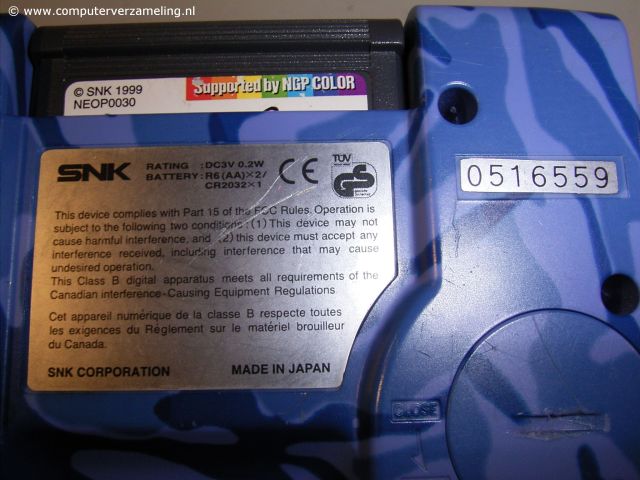 © www.computerverzameling.nl
© SNK 1999
NEOP0030
Supported by NGP COLOR
SNK
RATING :DC3V 0.2W
BATTERY:R6(AA)×2/
CR2032×1
CE
TÜV
GS
0516559
This device complies with Part 15 of the FCC Rules. Operation is
subject to the following two conditions:(1)This device may not
cause harmful interference, and (2)this device must accept any
interference received, including interference that may cause
undesired operation.
This Class B digital apparatus meets all requirements of the
Canadian interference-Causing Equipment Regulations
Cet appareil numérique de la classe B respecte toutes
les exigences du Réglement sur le matériel brouilleur
du Canada.
SNK CORPORATION MADE IN JAPAN
CLOSE